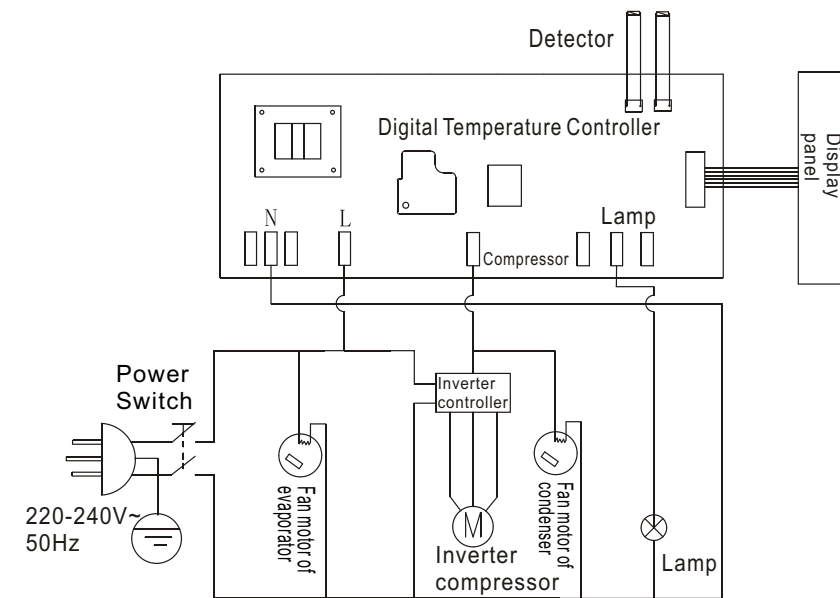 Detector
Digital Temperature Controller
Display
panel
N
L
Lamp
Compressor
Power
Switch
Inverter
controller
220-240V~
50Hz
Fan motor of
evaporator
M
Inverter
compressor
Fan motor of
condenser
Lamp